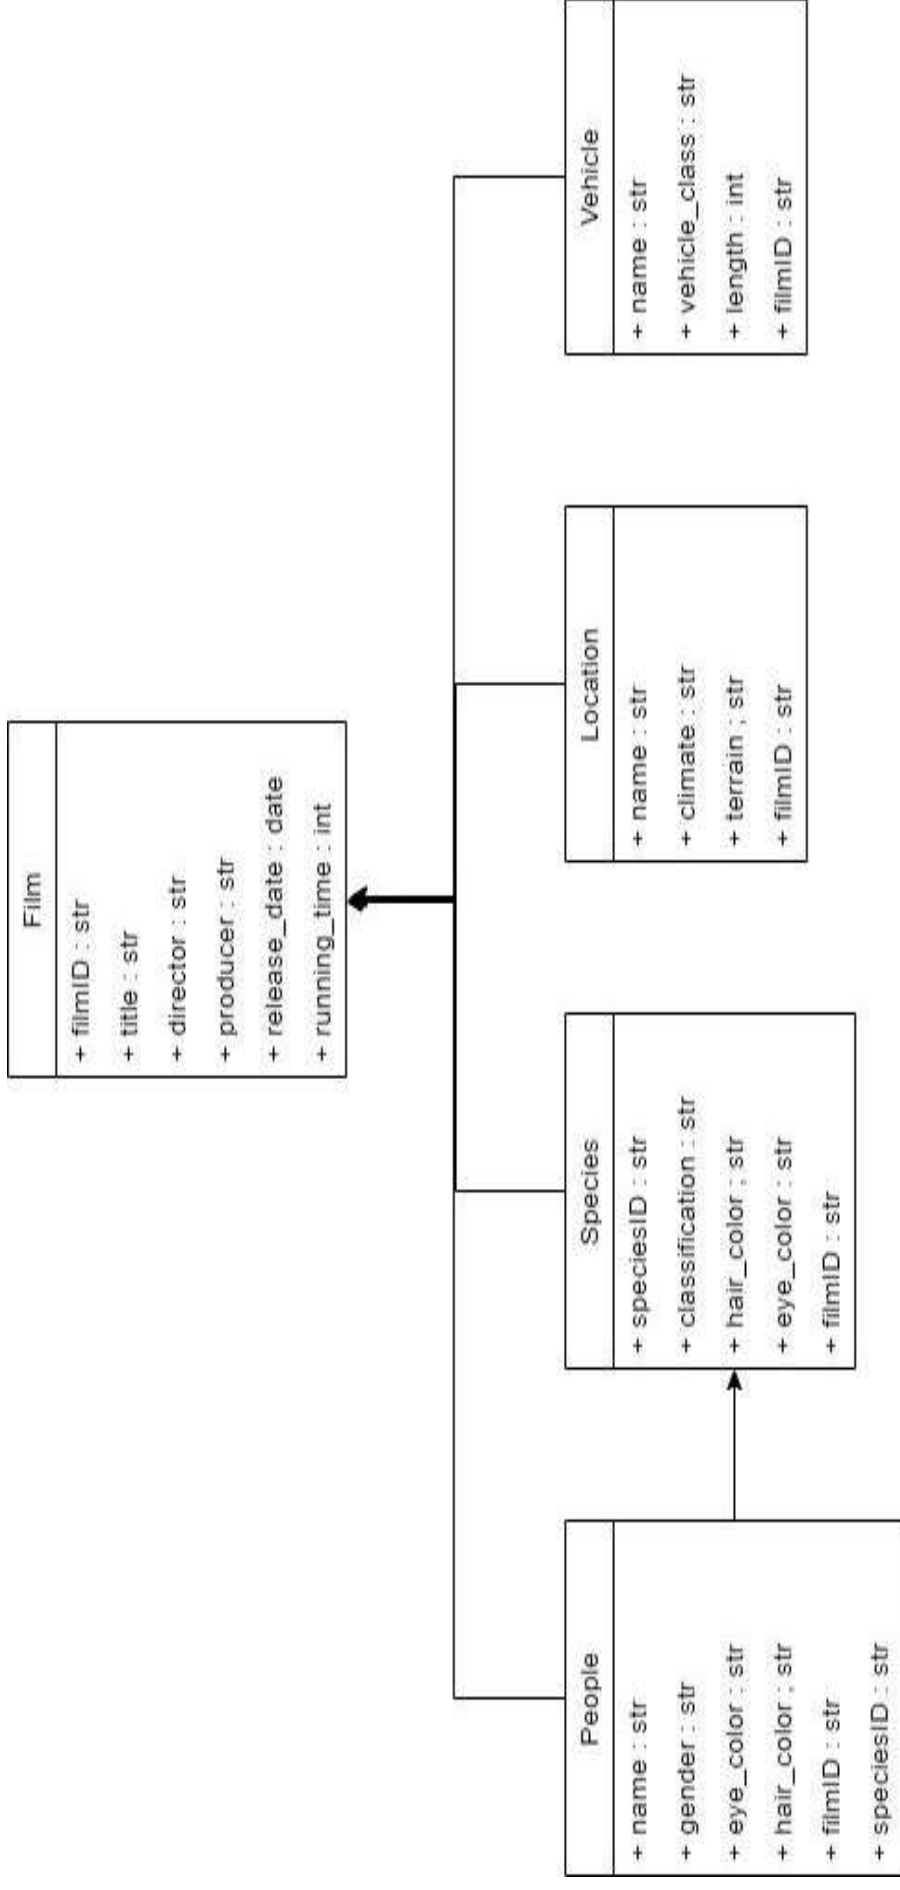 Film
+ filmID : str
+ title : str
+ director : str
+ producer : str
+ release_date : date
+ running_time : int
People
+ name : str
+ gender : str
+ eye_color : str
+ hair_color : str
+ filmID : str
+ speciesID : str
Species
+ speciesID : str
+ classification : str
+ hair_color : str
+ eye_color : str
+ filmID : str
Location
+ name : str
+ climate : str
+ terrain : str
+ filmID : str
Vehicle
+ name : str
+ vehicle_class : str
+ length : int
+ filmID : str